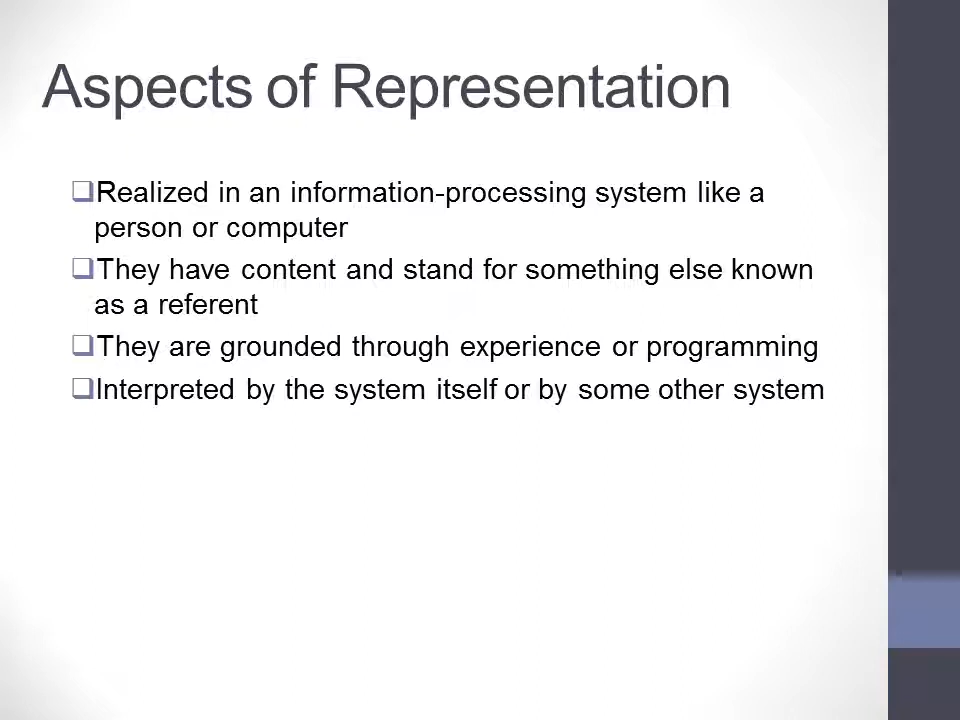 Aspects of Representation
❑Realized in an information-processing system like a
person or computer
❑They have content and stand for something else known
as a referent
❑They are grounded through experience or programming
❑Interpreted by the system itself or by some other system